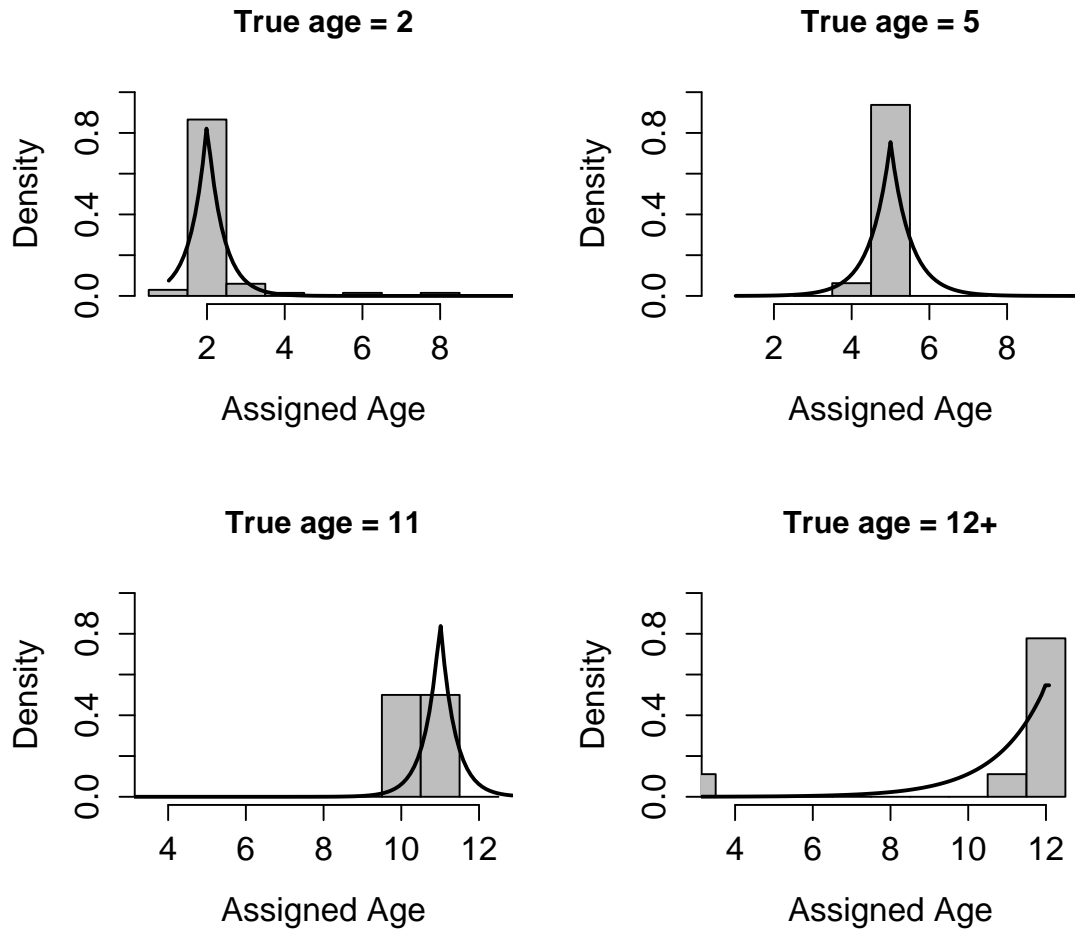 True age = 2
Density
0.0 0.4 0.8
2 4 6 8
Assigned Age
True age = 5
Density
0.0 0.4 0.8
2 4 6 8
Assigned Age
True age = 11
Density
0.0 0.4 0.8
4 6 8 10 12
Assigned Age
True age = 12+
Density
0.0 0.4 0.8
4 6 8 10 12
Assigned Age